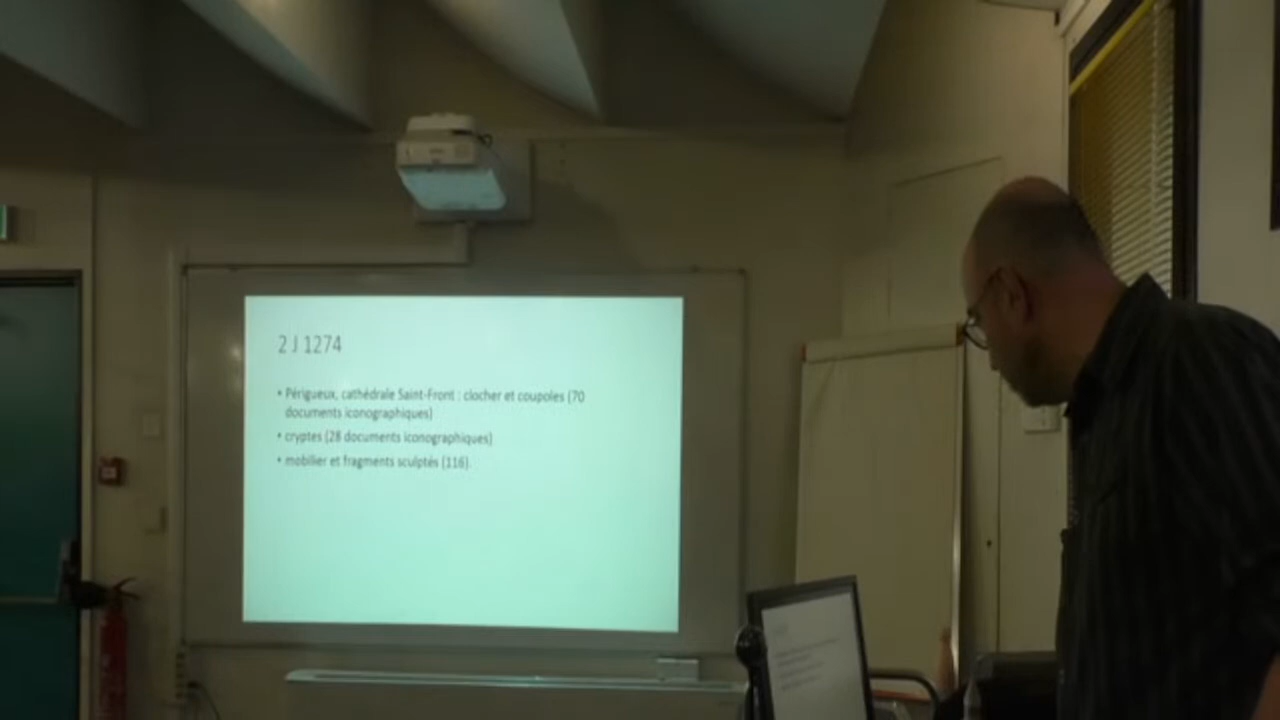 2 J 1274
• Périgueux, cathédrale Saint-Front : clocher et coupoles (70
documents iconographiques)
• cryptes (28 documents iconographiques)
• mobilier et fragments sculptés (116).